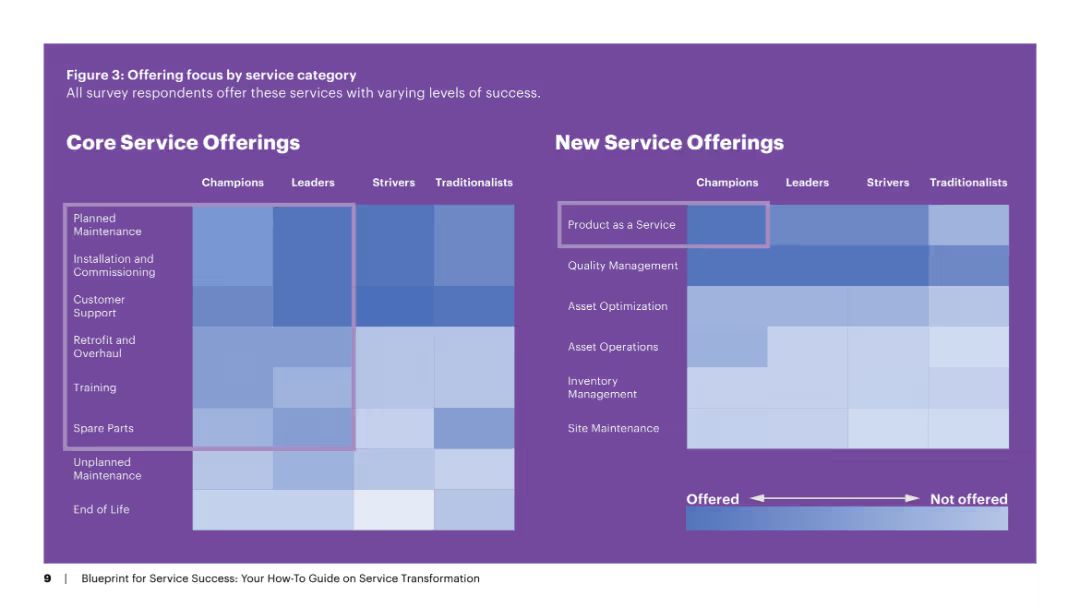 Figure 3: Offering focus by service category
All survey respondents offer these services with varying levels of success.
Core Service Offerings
Champions Leaders Strivers Traditionalists
Planned
Maintenance
Installation and
Commissioning
Customer
Support
Retrofit and
Overhaul
Training
Spare Parts
Unplanned
Maintenance
End of Life
New Service Offerings
Champions Leaders Strivers Traditionalists
Product as a Service
Quality Management
Asset Optimization
Asset Operations
Inventory
Management
Site Maintenance
Offered Not offered
9 | Blueprint for Service Success: Your How-To Guide on Service Transformation